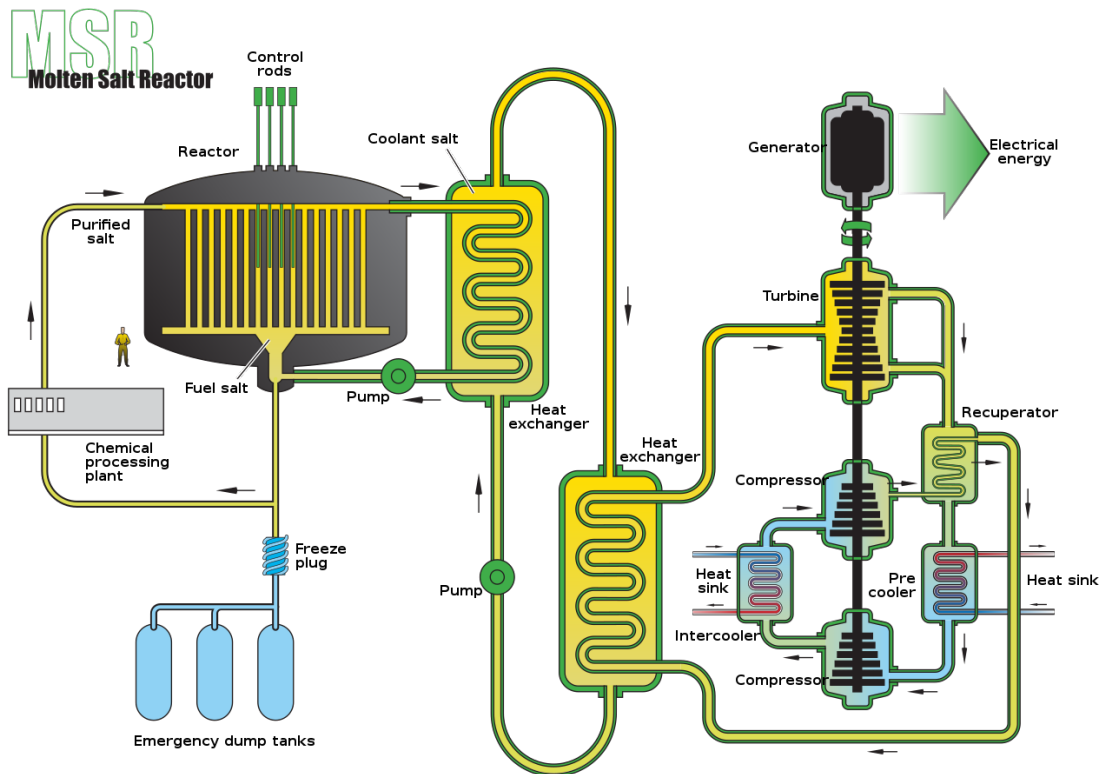 MSR
Molten Salt Reactor
Control
rods
Reactor
Coolant salt
Purified
salt
Fuel salt
Pump
Heat
exchanger
Chemical
processing
plant
Freeze
plug
Emergency dump tanks
Pump
Heat
exchanger
Generator
Electrical
energy
Turbine
Recuperator
Compressor
Heat
sink
Pre
cooler
Heat sink
Intercooler
Compressor